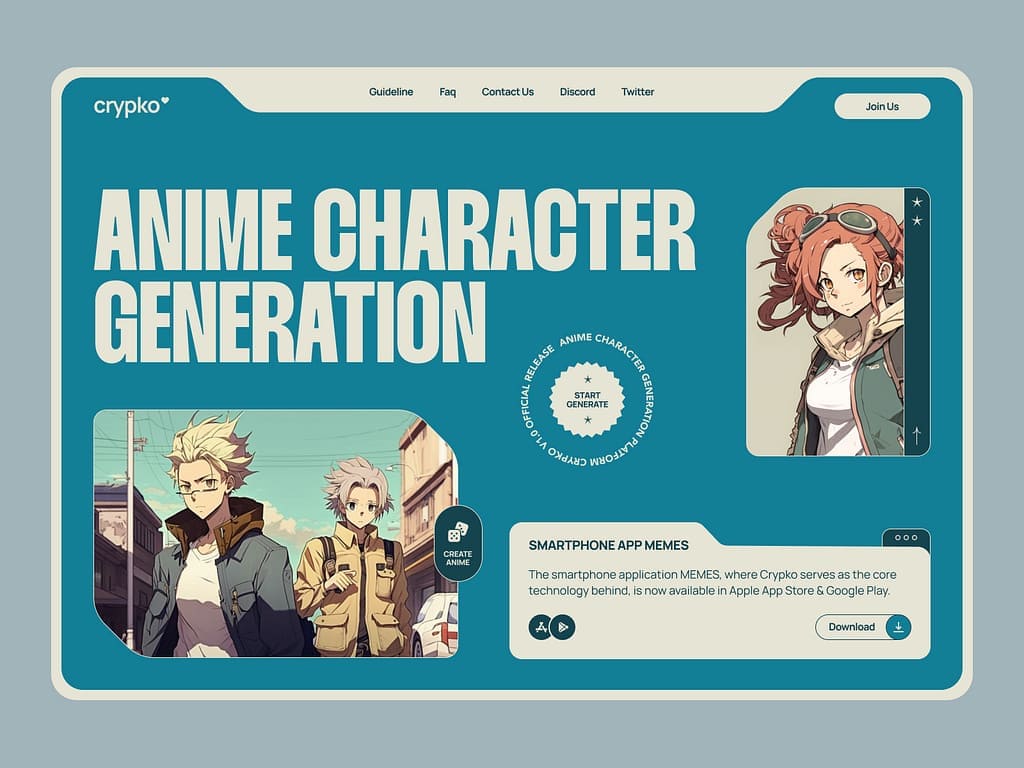 crypko
Guideline
Faq
Contact Us
Discord
Twitter
Join Us
ANIME CHARACTER
GENERATION
ANIME CHARACTER GENERATION PLATFORM CRYPKO V1.0 OFFICIAL RELEASE
START
GENERATE
CREATE
ANIME
SMARTPHONE APP MEMES
The smartphone application MEMES, where Crypko serves as the core
technology behind, is now available in Apple App Store & Google Play.
Download